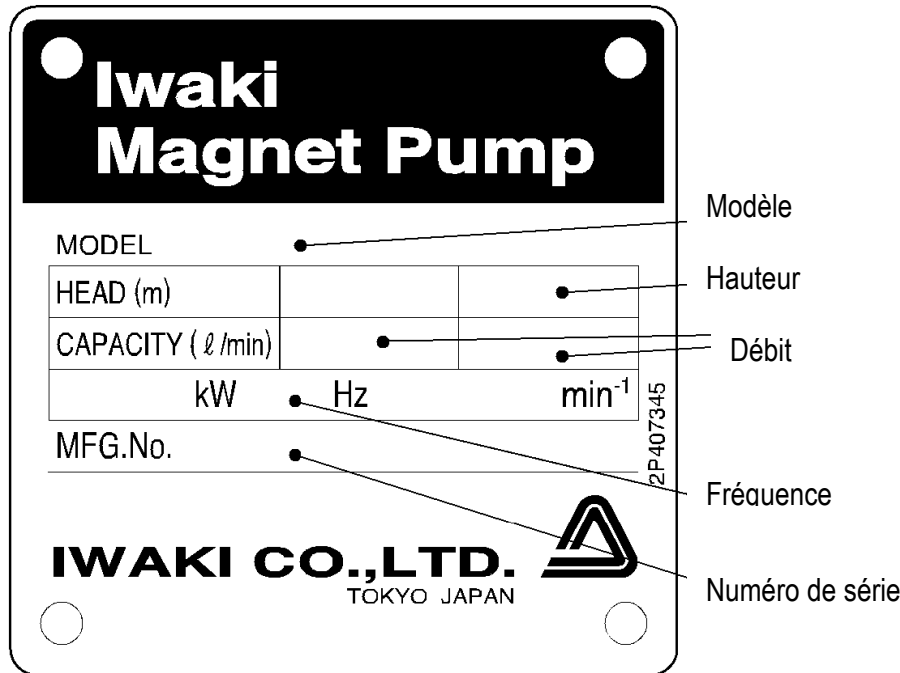 Iwaki
Magnet Pump
Modèle
MODEL
HEAD (m)
Hauteur
CAPACITY (ℓ/min)
Débit
kW Hz min⁻¹
2P407345
MFG.No.
Fréquence
IWAKI CO.,LTD.
TOKYO JAPAN
Numéro de série